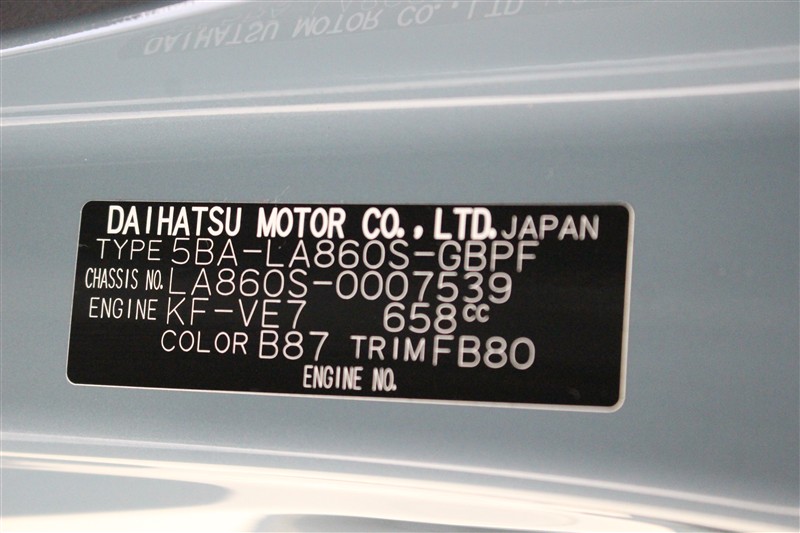 DAIHATSU MOTOR CO., LTD. JAPAN
TYPE 5BA-LA860S-GBPF
CHASSIS NO. LA860S-0007539
ENGINE KF-VE7 658cc
COLOR B87 TRIM FB80
ENGINE NO.